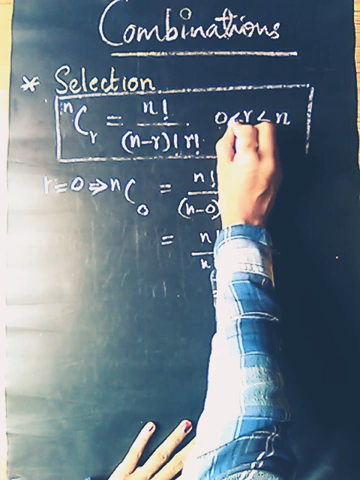 Combinations
* Selection
nCr = n! / (n-r)! r! 0 < r < n
r=0 ⇒ nC0 = n! / (n-0)
= n / n